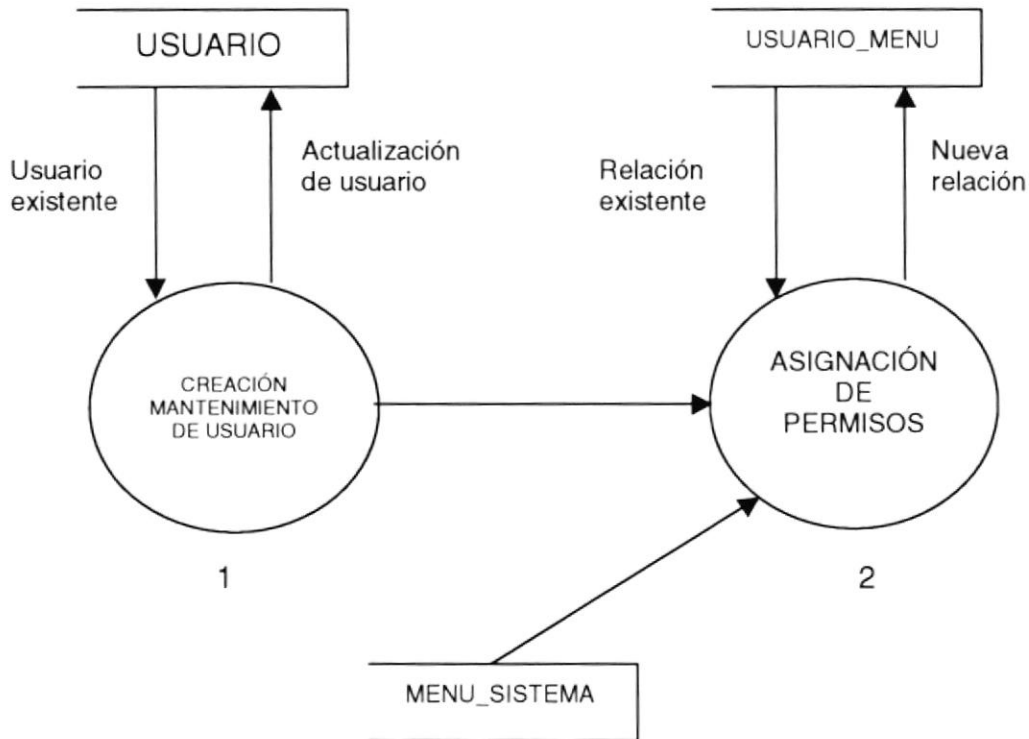 USUARIO
USUARIO_MENU
Usuario
existente
Actualización
de usuario
Relación
existente
Nueva
relación
CREACIÓN
MANTENIMIENTO
DE USUARIO
ASIGNACIÓN
DE
PERMISOS
1
2
MENU_SISTEMA